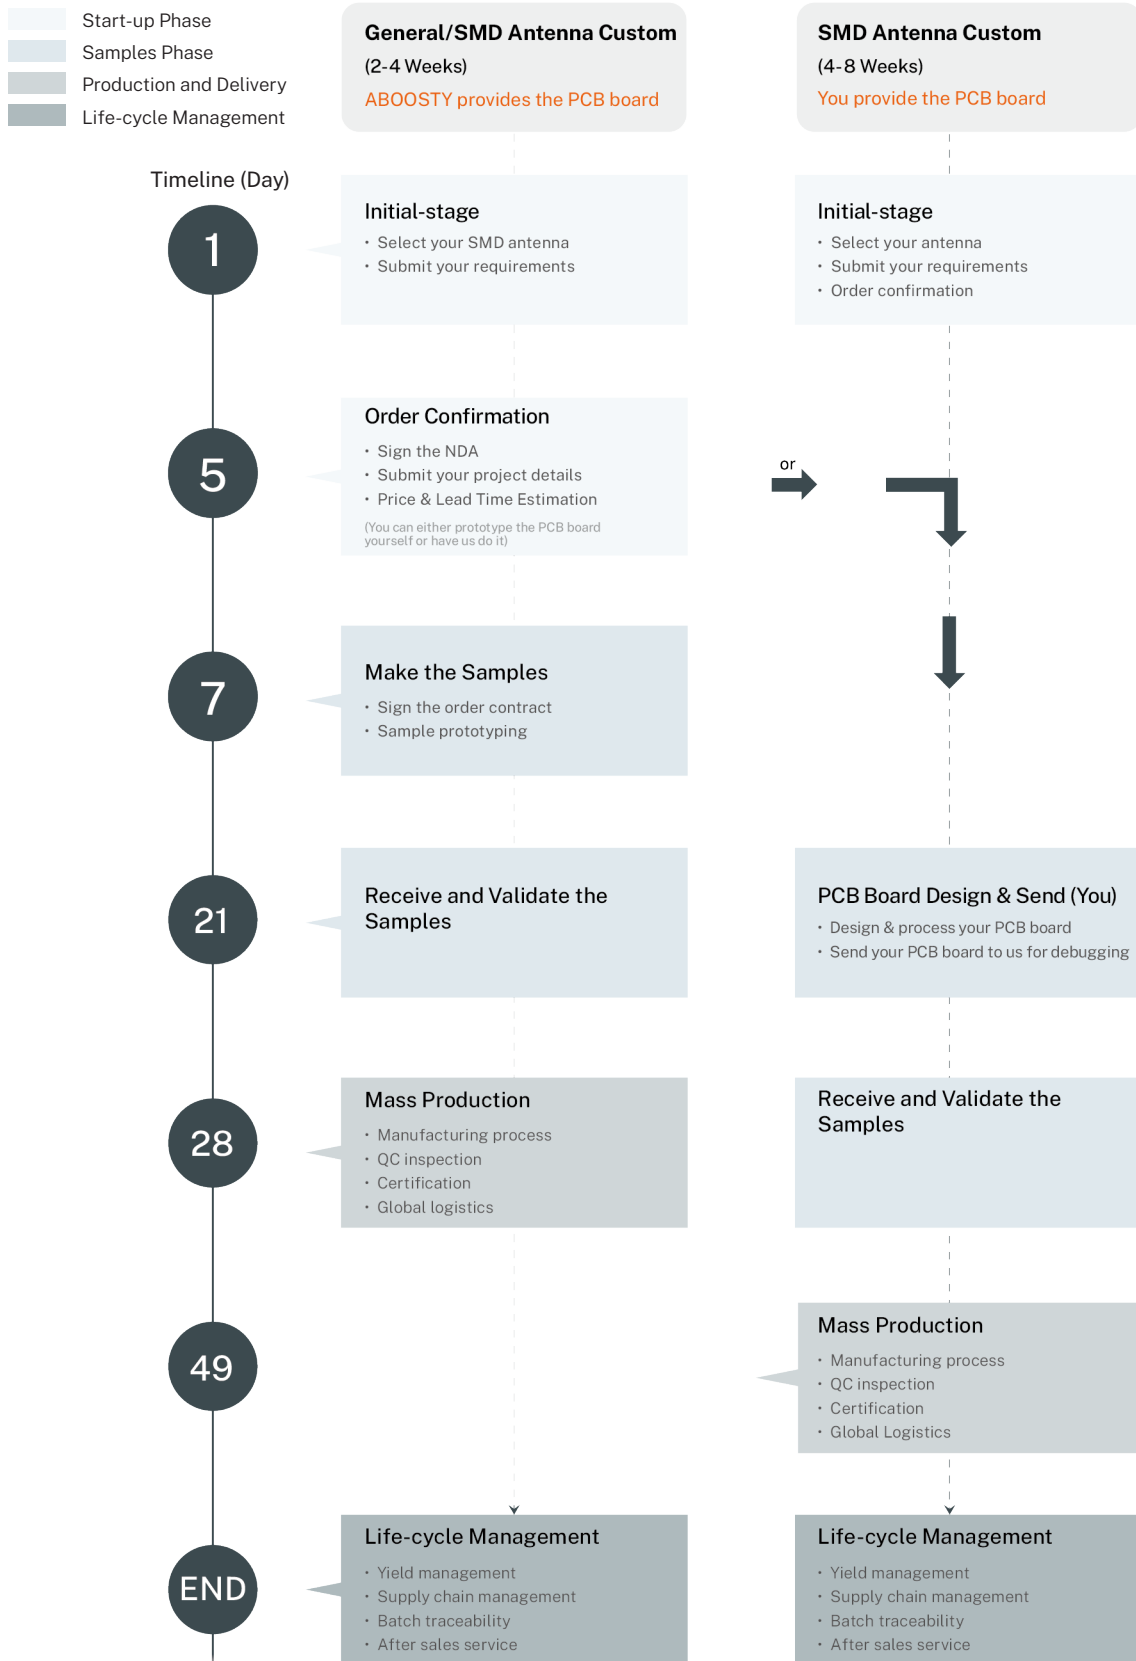 Start-up Phase
Samples Phase
Production and Delivery
Life-cycle Management
General/SMD Antenna Custom
(2-4 Weeks)
ABOOSTY provides the PCB board
SMD Antenna Custom
(4-8 Weeks)
You provide the PCB board
Timeline (Day)
1
Initial-stage
• Select your SMD antenna
• Submit your requirements
Initial-stage
• Select your antenna
• Submit your requirements
• Order confirmation
5
Order Confirmation
• Sign the NDA
• Submit your project details
• Price & Lead Time Estimation
(You can either prototype the PCB board
yourself or have us do it)
or
7
Make the Samples
• Sign the order contract
• Sample prototyping
21
Receive and Validate the
Samples
PCB Board Design & Send (You)
• Design & process your PCB board
• Send your PCB board to us for debugging
28
Mass Production
• Manufacturing process
• QC inspection
• Certification
• Global logistics
Receive and Validate the
Samples
49
Mass Production
• Manufacturing process
• QC inspection
• Certification
• Global Logistics
END
Life-cycle Management
• Yield management
• Supply chain management
• Batch traceability
• After sales service
Life-cycle Management
• Yield management
• Supply chain management
• Batch traceability
• After sales service